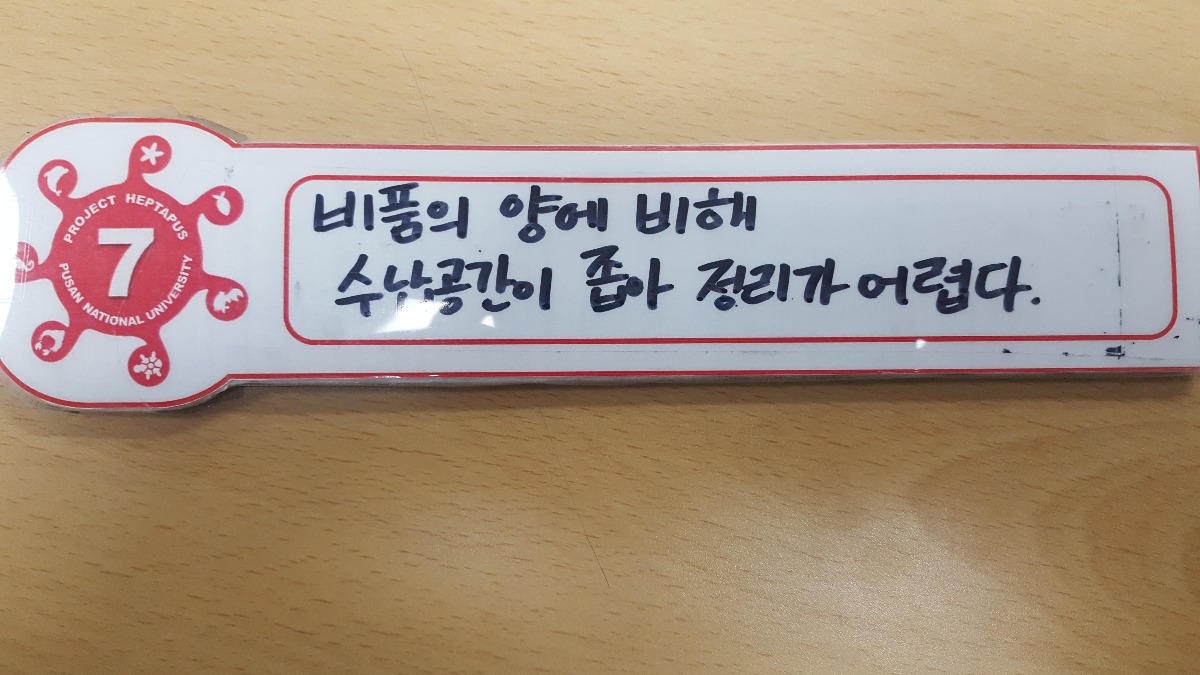 PROJECT HEPTAPUS
7
PUSAN NATIONAL UNIVERSITY
비품의 양에 비해
수납공간이 좁아 정리가 어렵다.